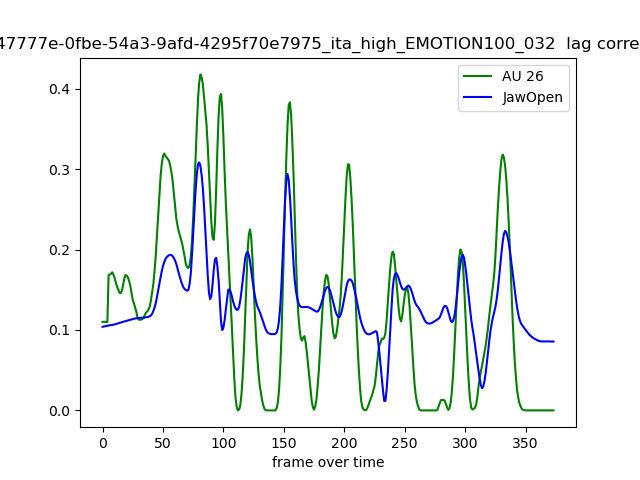 47777e-0fbe-54a3-9afd-4295f70e7975_ita_high_EMOTION100_032 lag corre
AU 26
JawOpen
0.4
0.3
0.2
0.1
0.0
0 50 100 150 200 250 300 350
frame over time